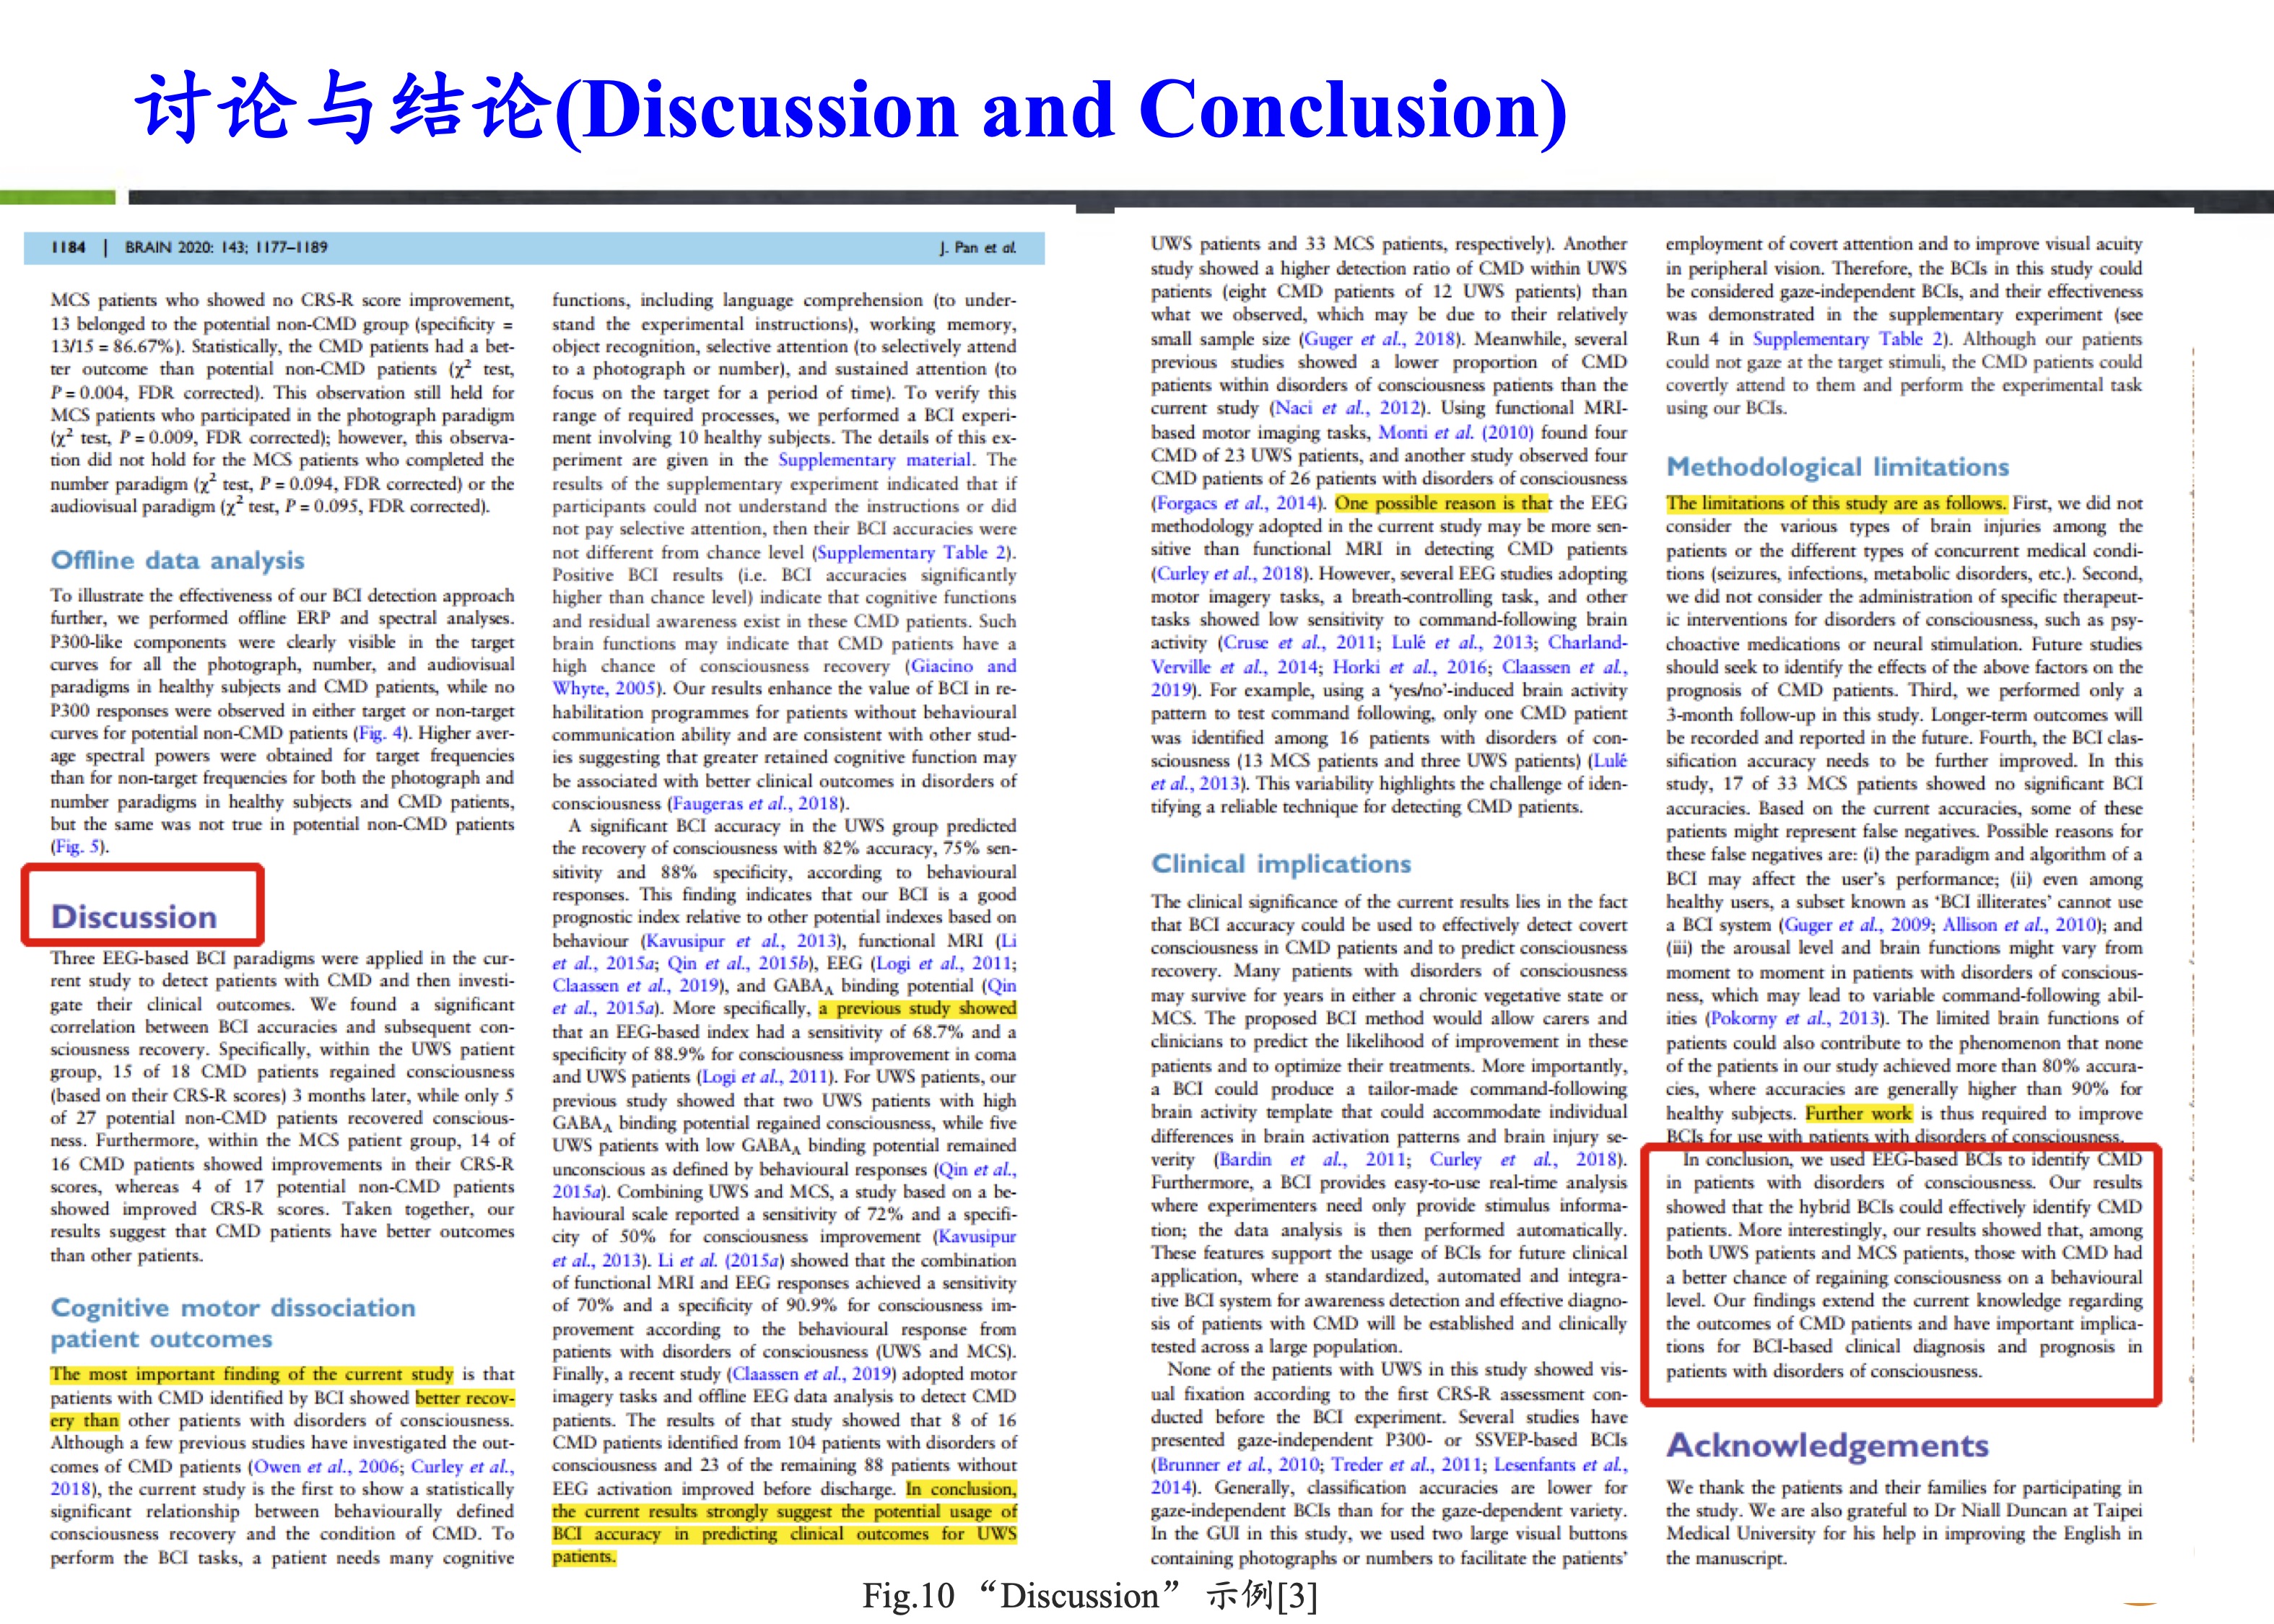 讨论与结论(Discussion and Conclusion)
1184 | BRAIN 2020: 143; 1177–1189
J. Pan et al.
MCS patients who showed no CRS-R score improvement,
13 belonged to the potential non-CMD group (specificity =
13/15 = 86.67%). Statistically, the CMD patients had a bet-
ter outcome than potential non-CMD patients (χ² test,
P = 0.004, FDR corrected). This observation still held for
MCS patients who participated in the photograph paradigm
(χ² test, P = 0.009, FDR corrected); however, this observa-
tion did not hold for the MCS patients who completed the
number paradigm (χ² test, P = 0.094, FDR corrected) or the
audiovisual paradigm (χ² test, P = 0.095, FDR corrected).
Offline data analysis
To illustrate the effectiveness of our BCI detection approach
further, we performed offline ERP and spectral analyses.
P300-like components were clearly visible in the target
curves for all the photograph, number, and audiovisual
paradigms in healthy subjects and CMD patients, while no
P300 responses were observed in either target or non-target
curves for potential non-CMD patients (Fig. 4). Higher aver-
age spectral powers were obtained for target frequencies
than for non-target frequencies for both the photograph and
number paradigms in healthy subjects and CMD patients,
but the same was not true in potential non-CMD patients
(Fig. 5).
Discussion
Three EEG-based BCI paradigms were applied in the cur-
rent study to detect patients with CMD and then investi-
gate their clinical outcomes. We found a significant
correlation between BCI accuracies and subsequent con-
sciousness recovery. Specifically, within the UWS patient
group, 15 of 18 CMD patients regained consciousness
(based on their CRS-R scores) 3 months later, while only 5
of 27 potential non-CMD patients recovered conscious-
ness. Furthermore, within the MCS patient group, 14 of
16 CMD patients showed improvements in their CRS-R
scores, whereas 4 of 17 potential non-CMD patients
showed improved CRS-R scores. Taken together, our
results suggest that CMD patients have better outcomes
than other patients.
Cognitive motor dissociation
patient outcomes
The most important finding of the current study is that
patients with CMD identified by BCI showed better recov-
ery than other patients with disorders of consciousness.
Although a few previous studies have investigated the out-
comes of CMD patients (Owen et al., 2006; Curley et al.,
2018), the current study is the first to show a statistically
significant relationship between behaviourally defined
consciousness recovery and the condition of CMD. To
perform the BCI tasks, a patient needs many cognitive
functions, including language comprehension (to under-
stand the experimental instructions), working memory,
object recognition, selective attention (to selectively attend
to a photograph or number), and sustained attention (to
focus on the target for a period of time). To verify this
range of required processes, we performed a BCI experi-
ment involving 10 healthy subjects. The details of this ex-
periment are given in the Supplementary material. The
results of the supplementary experiment indicated that if
participants could not understand the instructions or did
not pay selective attention, then their BCI accuracies were
not different from chance level (Supplementary Table 2).
Positive BCI results (i.e. BCI accuracies significantly
higher than chance level) indicate that cognitive functions
and residual awareness exist in these CMD patients. Such
brain functions may indicate that CMD patients have a
high chance of consciousness recovery (Giacino and
Whyte, 2005). Our results enhance the value of BCI in re-
habilitation programmes for patients without behavioural
communication ability and are consistent with other stud-
ies suggesting that greater retained cognitive function may
be associated with better clinical outcomes in disorders of
consciousness (Faugeras et al., 2018).
A significant BCI accuracy in the UWS group predicted
the recovery of consciousness with 82% accuracy, 75% sen-
sitivity and 88% specificity, according to behavioural
responses. This finding indicates that our BCI is a good
prognostic index relative to other potential indexes based on
behaviour (Kavusipur et al., 2013), functional MRI (Li
et al., 2015a; Qin et al., 2015b), EEG (Logi et al., 2011;
Claassen et al., 2019), and GABA_A binding potential (Qin
et al., 2015a). More specifically, a previous study showed
that an EEG-based index had a sensitivity of 68.7% and a
specificity of 88.9% for consciousness improvement in coma
and UWS patients (Logi et al., 2011). For UWS patients, our
previous study showed that two UWS patients with high
GABA_A binding potential regained consciousness, while five
UWS patients with low GABA_A binding potential remained
unconscious as defined by behavioural responses (Qin et al.,
2015a). Combining UWS and MCS, a study based on a be-
havioural scale reported a sensitivity of 72% and a specifi-
city of 50% for consciousness improvement (Kavusipur
et al., 2013). Li et al. (2015a) showed that the combination
of functional MRI and EEG responses achieved a sensitivity
of 70% and a specificity of 90.9% for consciousness im-
provement according to the behavioural response from
patients with disorders of consciousness (UWS and MCS).
Finally, a recent study (Claassen et al., 2019) adopted motor
imagery tasks and offline EEG data analysis to detect CMD
patients. The results of that study showed that 8 of 16
CMD patients identified from 104 patients with disorders of
consciousness and 23 of the remaining 88 patients without
EEG activation improved before discharge. In conclusion,
the current results strongly suggest the potential usage of
BCI accuracy in predicting clinical outcomes for UWS
patients.
UWS patients and 33 MCS patients, respectively). Another
study showed a higher detection ratio of CMD within UWS
patients (eight CMD patients of 12 UWS patients) than
what we observed, which may be due to their relatively
small sample size (Guger et al., 2018). Meanwhile, several
previous studies showed a lower proportion of CMD
patients within disorders of consciousness patients than the
current study (Naci et al., 2012). Using functional MRI-
based motor imaging tasks, Monti et al. (2010) found four
CMD of 23 UWS patients, and another study observed four
CMD patients of 26 patients with disorders of consciousness
(Forgacs et al., 2014). One possible reason is that the EEG
methodology adopted in the current study may be more sen-
sitive than functional MRI in detecting CMD patients
(Curley et al., 2018). However, several EEG studies adopting
motor imagery tasks, a breath-controlling task, and other
tasks showed low sensitivity to command-following brain
activity (Cruse et al., 2011; Lulé et al., 2013; Charland-
Verville et al., 2014; Horki et al., 2016; Claassen et al.,
2019). For example, using a ‘yes/no’-induced brain activity
pattern to test command following, only one CMD patient
was identified among 16 patients with disorders of con-
sciousness (13 MCS patients and three UWS patients) (Lulé
et al., 2013). This variability highlights the challenge of iden-
tifying a reliable technique for detecting CMD patients.
Clinical implications
The clinical significance of the current results lies in the fact
that BCI accuracy could be used to effectively detect covert
consciousness in CMD patients and to predict consciousness
recovery. Many patients with disorders of consciousness
may survive for years in either a chronic vegetative state or
MCS. The proposed BCI method would allow carers and
clinicians to predict the likelihood of improvement in these
patients and to optimize their treatments. More importantly,
a BCI could produce a tailor-made command-following
brain activity template that could accommodate individual
differences in brain activation patterns and brain injury se-
verity (Bardin et al., 2011; Curley et al., 2018).
Furthermore, a BCI provides easy-to-use real-time analysis
where experimenters need only provide stimulus informa-
tion; the data analysis is then performed automatically.
These features support the usage of BCIs for future clinical
application, where a standardized, automated and integra-
tive BCI system for awareness detection and effective diagno-
sis of patients with CMD will be established and clinically
tested across a large population.
None of the patients with UWS in this study showed vis-
ual fixation according to the first CRS-R assessment con-
ducted before the BCI experiment. Several studies have
presented gaze-independent P300- or SSVEP-based BCIs
(Brunner et al., 2010; Treder et al., 2011; Lesenfants et al.,
2014). Generally, classification accuracies are lower for
gaze-independent BCIs than for the gaze-dependent variety.
In the GUI in this study, we used two large visual buttons
containing photographs or numbers to facilitate the patients’
employment of covert attention and to improve visual acuity
in peripheral vision. Therefore, the BCIs in this study could
be considered gaze-independent BCIs, and their effectiveness
was demonstrated in the supplementary experiment (see
Run 4 in Supplementary Table 2). Although our patients
could not gaze at the target stimuli, the CMD patients could
covertly attend to them and perform the experimental task
using our BCIs.
Methodological limitations
The limitations of this study are as follows. First, we did not
consider the various types of brain injuries among the
patients or the different types of concurrent medical condi-
tions (seizures, infections, metabolic disorders, etc.). Second,
we did not consider the administration of specific therapeut-
ic interventions for disorders of consciousness, such as psy-
choactive medications or neural stimulation. Future studies
should seek to identify the effects of the above factors on the
prognosis of CMD patients. Third, we performed only a
3-month follow-up in this study. Longer-term outcomes will
be recorded and reported in the future. Fourth, the BCI clas-
sification accuracy needs to be further improved. In this
study, 17 of 33 MCS patients showed no significant BCI
accuracies. Based on the current accuracies, some of these
patients might represent false negatives. Possible reasons for
these false negatives are: (i) the paradigm and algorithm of a
BCI may affect the user’s performance; (ii) even among
healthy users, a subset known as ‘BCI illiterates’ cannot use
a BCI system (Guger et al., 2009; Allison et al., 2010); and
(iii) the arousal level and brain functions might vary from
moment to moment in patients with disorders of conscious-
ness, which may lead to variable command-following abil-
ities (Pokorny et al., 2013). The limited brain functions of
patients could also contribute to the phenomenon that none
of the patients in our study achieved more than 80% accura-
cies, where accuracies are generally higher than 90% for
healthy subjects. Further work is thus required to improve
BCIs for use with patients with disorders of consciousness.
In conclusion, we used EEG-based BCIs to identify CMD
in patients with disorders of consciousness. Our results
showed that the hybrid BCIs could effectively identify CMD
patients. More interestingly, our results showed that, among
both UWS patients and MCS patients, those with CMD had
a better chance of regaining consciousness on a behavioural
level. Our findings extend the current knowledge regarding
the outcomes of CMD patients and have important implica-
tions for BCI-based clinical diagnosis and prognosis in
patients with disorders of consciousness.
Acknowledgements
We thank the patients and their families for participating in
the study. We are also grateful to Dr Niall Duncan at Taipei
Medical University for his help in improving the English in
the manuscript.
Fig.10 “Discussion” 示例[3]